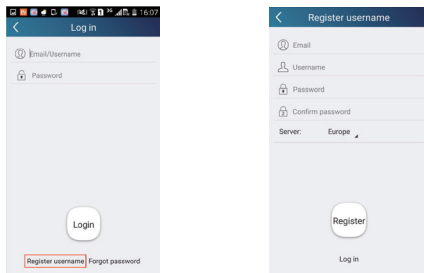 16:07
Log in
Email/Username
Password
Login
Register username Forgot password
Register username
Email
Username
Password
Confirm password
Server: Europe
Register
Log in